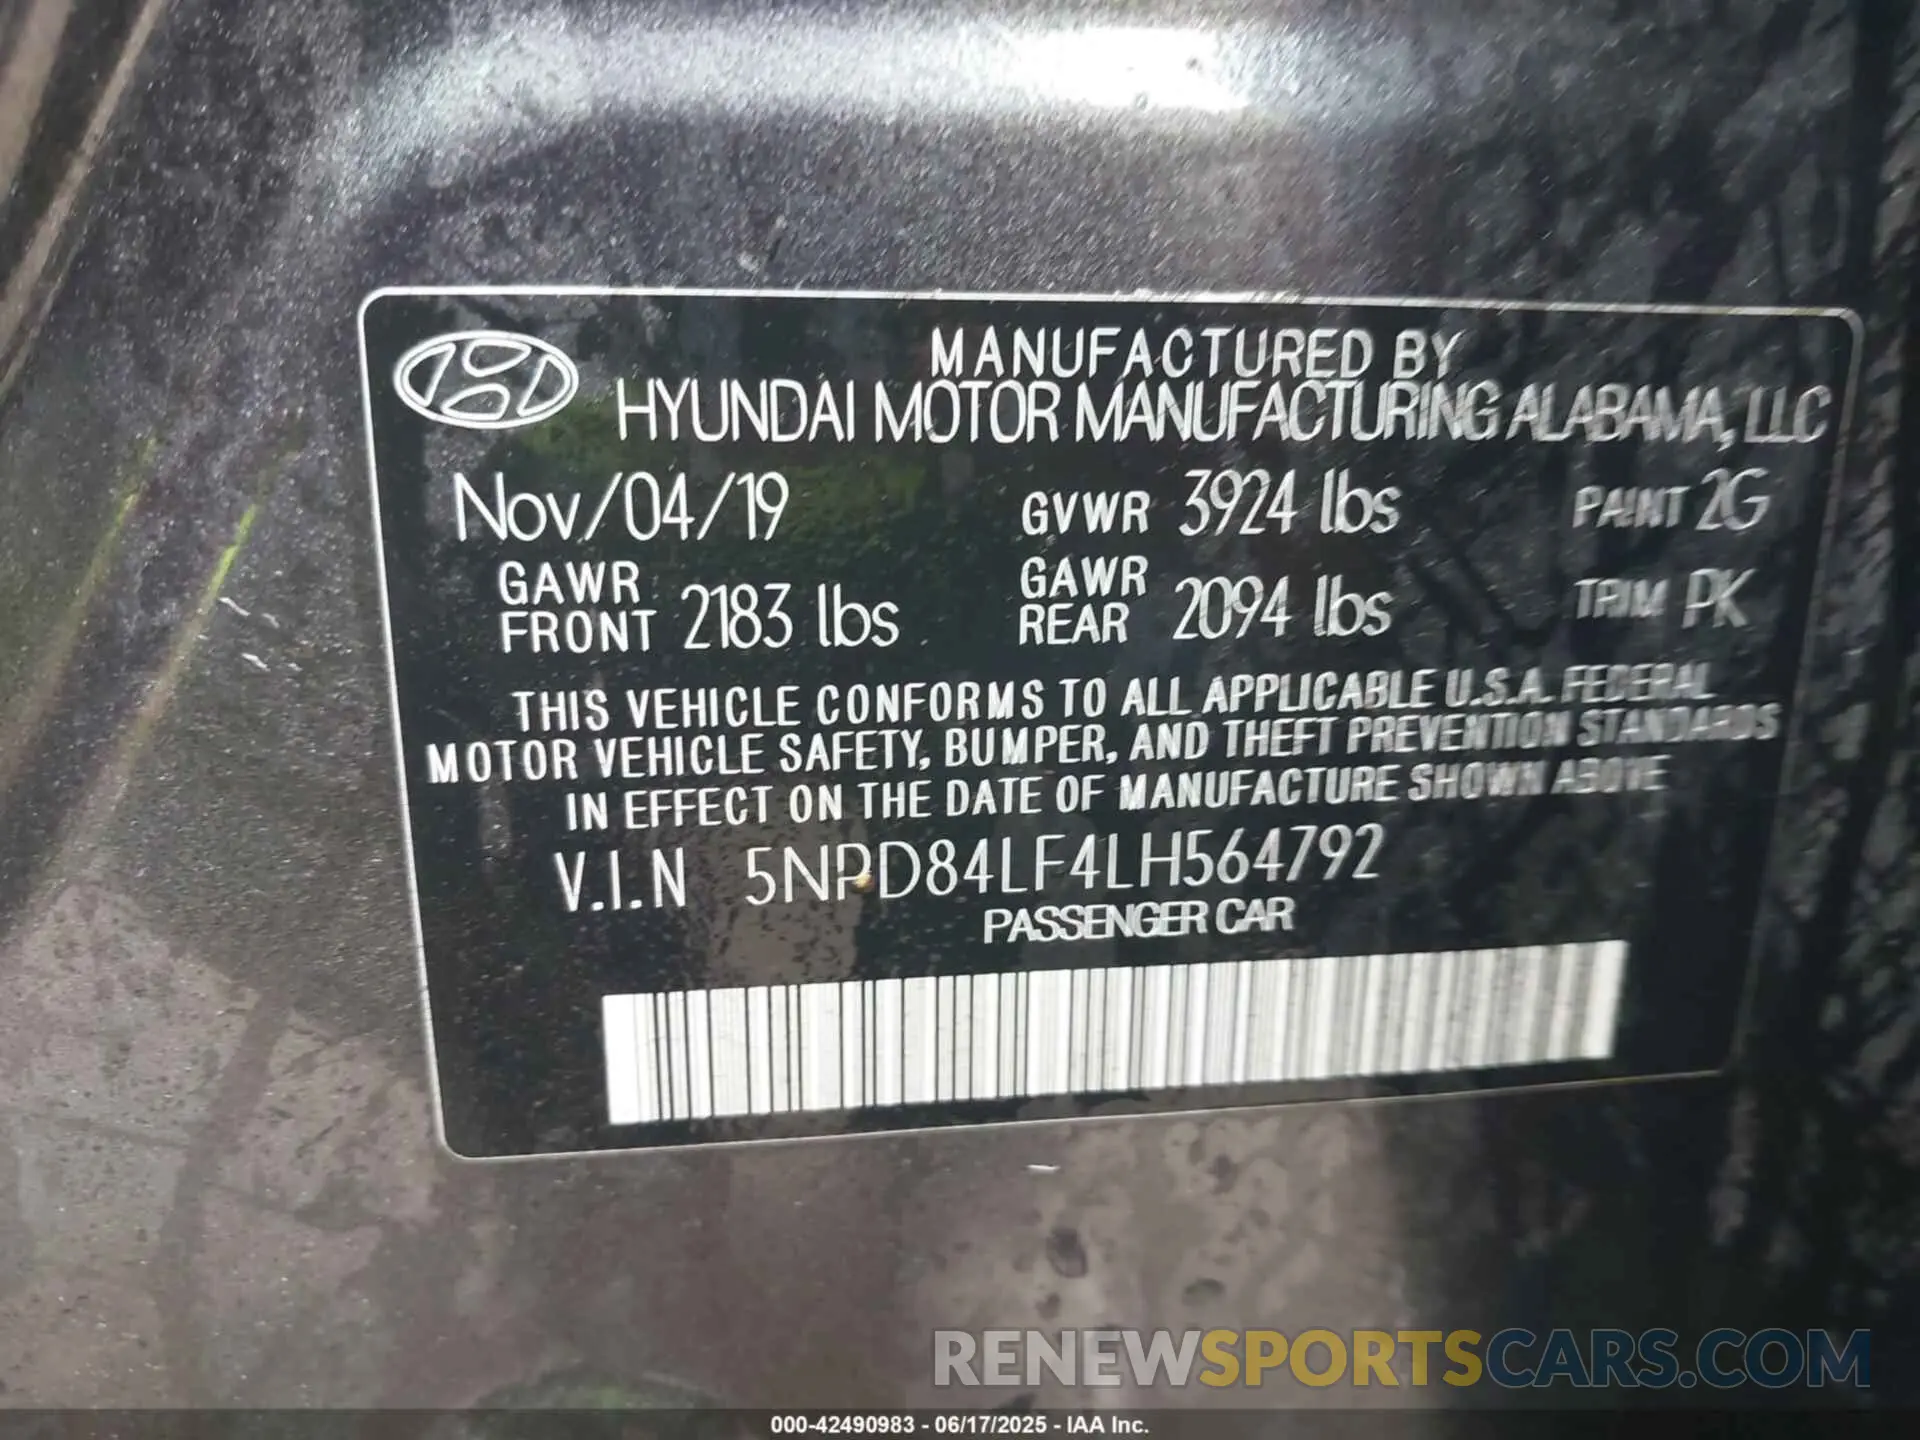 MANUFACTURED BY
HYUNDAI MOTOR MANUFACTURING ALABAMA, LLC
Nov/04/19 GVWR 3924 lbs PAINT 2G
GAWR FRONT 2183 lbs GAWR REAR 2094 lbs TRIM PK
THIS VEHICLE CONFORMS TO ALL APPLICABLE U.S.A. FEDERAL
MOTOR VEHICLE SAFETY, BUMPER, AND THEFT PREVENTION STANDARDS
IN EFFECT ON THE DATE OF MANUFACTURE SHOWN ABOVE
V.I.N 5NPD84LF4LH564792
PASSENGER CAR
RENEWSPORTSCARS.COM
000-42490983 - 06/17/2025 - IAA Inc.